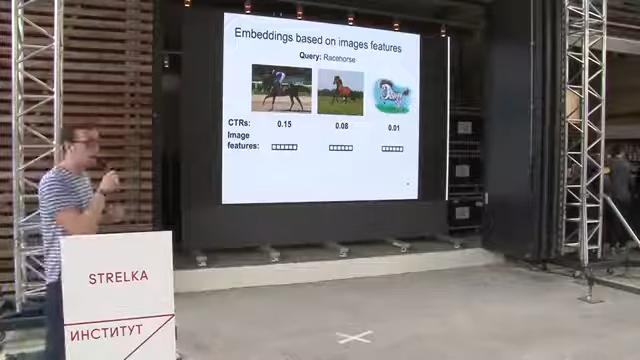 Embeddings based on images features
Query: Racehorse
CTRs: 0.15 0.08 0.01
Image
features:
STRELKA
ИНСТИТУТ